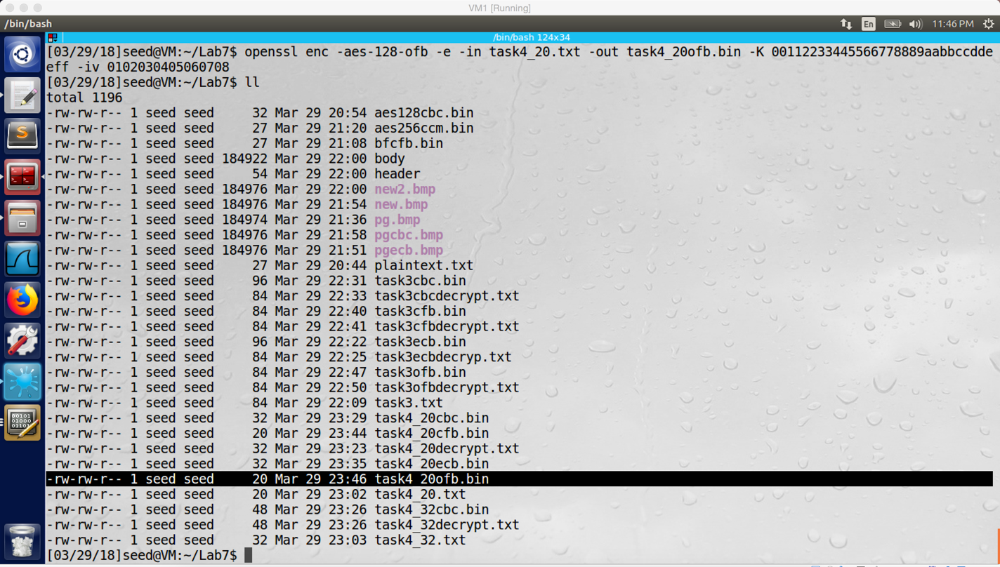 VM1 [Running]
/bin/bash
En
11:46 PM
/bin/bash 124x34
[03/29/18]seed@VM:~/Lab7$ openssl enc -aes-128-ofb -e -in task4_20.txt -out task4_20ofb.bin -K 00112233445566778889aabbccdde
eff -iv 0102030405060708
[03/29/18]seed@VM:~/Lab7$ ll
total 1196
-rw-rw-r-- 1 seed seed     32 Mar 29 20:54 aes128cbc.bin
-rw-rw-r-- 1 seed seed     27 Mar 29 21:20 aes256ccm.bin
-rw-rw-r-- 1 seed seed     27 Mar 29 21:08 bfcfb.bin
-rw-rw-r-- 1 seed seed 184922 Mar 29 22:00 body
-rw-rw-r-- 1 seed seed     54 Mar 29 22:00 header
-rw-rw-r-- 1 seed seed 184976 Mar 29 22:00 new2.bmp
-rw-rw-r-- 1 seed seed 184976 Mar 29 21:54 new.bmp
-rw-rw-r-- 1 seed seed 184974 Mar 29 21:36 pg.bmp
-rw-rw-r-- 1 seed seed 184976 Mar 29 21:58 pgcbc.bmp
-rw-rw-r-- 1 seed seed 184976 Mar 29 21:51 pgecb.bmp
-rw-rw-r-- 1 seed seed     27 Mar 29 20:44 plaintext.txt
-rw-rw-r-- 1 seed seed     96 Mar 29 22:31 task3cbc.bin
-rw-rw-r-- 1 seed seed     84 Mar 29 22:33 task3cbcdecrypt.txt
-rw-rw-r-- 1 seed seed     84 Mar 29 22:40 task3cfb.bin
-rw-rw-r-- 1 seed seed     84 Mar 29 22:41 task3cfbdecrypt.txt
-rw-rw-r-- 1 seed seed     96 Mar 29 22:22 task3ecb.bin
-rw-rw-r-- 1 seed seed     84 Mar 29 22:25 task3ecbdecryp.txt
-rw-rw-r-- 1 seed seed     84 Mar 29 22:47 task3ofb.bin
-rw-rw-r-- 1 seed seed     84 Mar 29 22:50 task3ofbdecrypt.txt
-rw-rw-r-- 1 seed seed     84 Mar 29 22:09 task3.txt
-rw-rw-r-- 1 seed seed     32 Mar 29 23:29 task4_20cbc.bin
-rw-rw-r-- 1 seed seed     20 Mar 29 23:44 task4_20cfb.bin
-rw-rw-r-- 1 seed seed     32 Mar 29 23:23 task4_20decrypt.txt
-rw-rw-r-- 1 seed seed     32 Mar 29 23:35 task4_20ecb.bin
-rw-rw-r-- 1 seed seed     20 Mar 29 23:46 task4_20ofb.bin
-rw-rw-r-- 1 seed seed     20 Mar 29 23:02 task4_20.txt
-rw-rw-r-- 1 seed seed     48 Mar 29 23:26 task4_32cbc.bin
-rw-rw-r-- 1 seed seed     48 Mar 29 23:26 task4_32decrypt.txt
-rw-rw-r-- 1 seed seed     32 Mar 29 23:03 task4_32.txt
[03/29/18]seed@VM:~/Lab7$